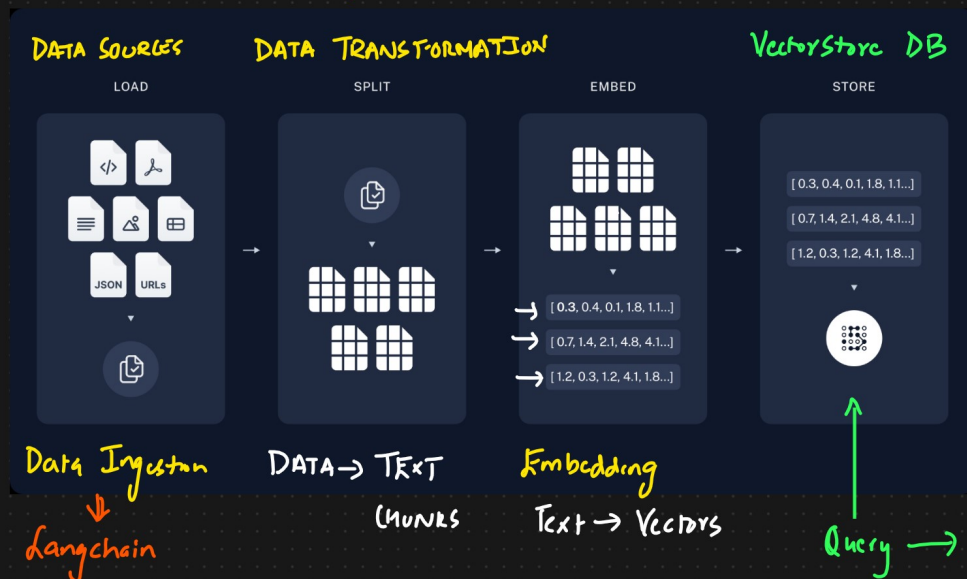 DATA SOURCES
DATA TRANSFORMATION
VectorStore DB
LOAD
SPLIT
EMBED
STORE
</>
JSON
URLs
[ 0.3, 0.4, 0.1, 1.8, 1.1...]
[ 0.7, 1.4, 2.1, 4.8, 4.1...]
[ 1.2, 0.3, 1.2, 4.1, 1.8...]
[ 0.3, 0.4, 0.1, 1.8, 1.1...]
[ 0.7, 1.4, 2.1, 4.8, 4.1...]
[ 1.2, 0.3, 1.2, 4.1, 1.8...]
Data Ingestion
Langchain
DATA → TEXT
CHUNKS
Embedding
Text → Vectors
Query →